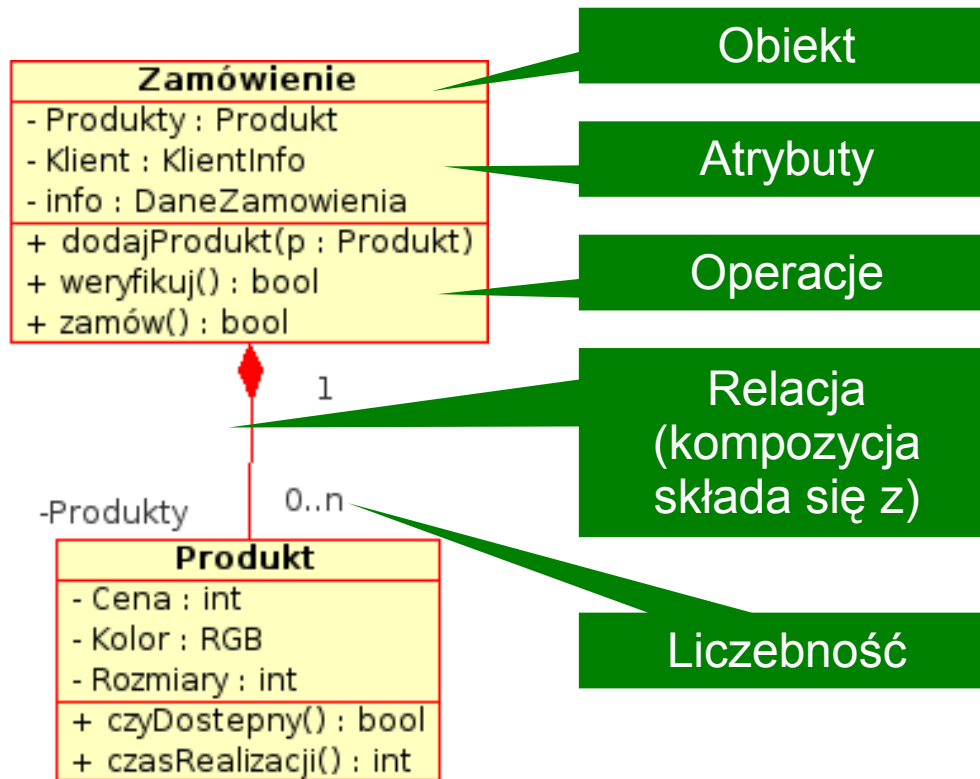 Zamówienie
- Produkty : Produkt
- Klient : KlientInfo
- info : DaneZamowienia
+ dodajProdukt(p : Produkt)
+ weryfikuj() : bool
+ zamów() : bool
1
0..n
-Produkty
Produkt
- Cena : int
- Kolor : RGB
- Rozmiary : int
+ czyDostepny() : bool
+ czasRealizacji() : int
Obiekt
Atrybuty
Operacje
Relacja
(kompozycja
składa się z)
Liczebność